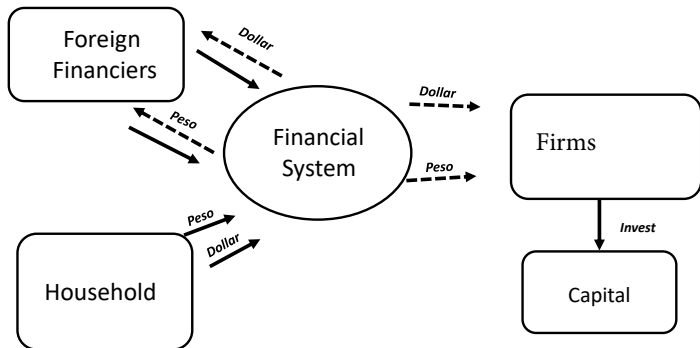 Foreign
Financiers
Dollar
Peso
Financial
System
Dollar
Peso
Firms
Invest
Capital
Peso
Dollar
Household